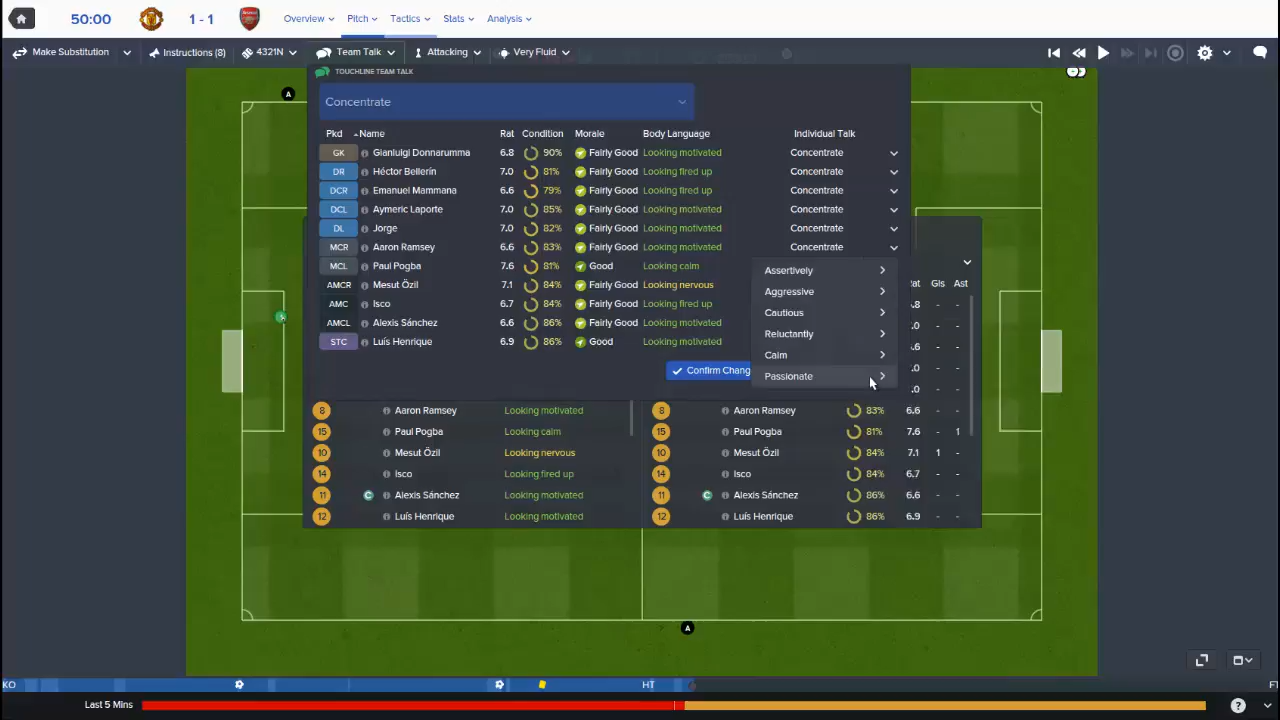 50:00 1 - 1 Overview Pitch Tactics Stats Analysis
Make Substitution Instructions (8) 4321N Team Talk Attacking Very Fluid
TOUCHLINE TEAM TALK
Concentrate
Pkd Name Rat Condition Morale Body Language Individual Talk
GK Gianluigi Donnarumma 6.8 90% Fairly Good Looking motivated Concentrate
DR Héctor Bellerín 7.0 81% Fairly Good Looking fired up Concentrate
DCR Emanuel Mammana 6.6 79% Fairly Good Looking fired up Concentrate
DCL Aymeric Laporte 7.0 85% Fairly Good Looking motivated Concentrate
DL Jorge 7.0 82% Fairly Good Looking motivated Concentrate
MCR Aaron Ramsey 6.6 83% Fairly Good Looking motivated Concentrate
MCL Paul Pogba 7.6 81% Good Looking calm
AMCR Mesut Özil 7.1 84% Fairly Good Looking nervous
AMC Isco 6.7 84% Fairly Good Looking fired up
AMCL Alexis Sánchez 6.6 86% Fairly Good Looking motivated
STC Luís Henrique 6.9 86% Good Looking motivated
Assertively
Aggressive
Cautious
Reluctantly
Calm
Passionate
Confirm Chang
at Gls Ast
.8
.0
.6
.0
.0
8 Aaron Ramsey Looking motivated
15 Paul Pogba Looking calm
10 Mesut Özil Looking nervous
14 Isco Looking fired up
11 C Alexis Sánchez Looking motivated
12 Luís Henrique Looking motivated
8 Aaron Ramsey 83% 6.6 - -
15 Paul Pogba 81% 7.6 - 1
10 Mesut Özil 84% 7.1 1 -
14 Isco 84% 6.7 - -
11 C Alexis Sánchez 86% 6.6 - -
12 Luís Henrique 86% 6.9 - -
A
A
KO HT FT
Last 5 Mins ?